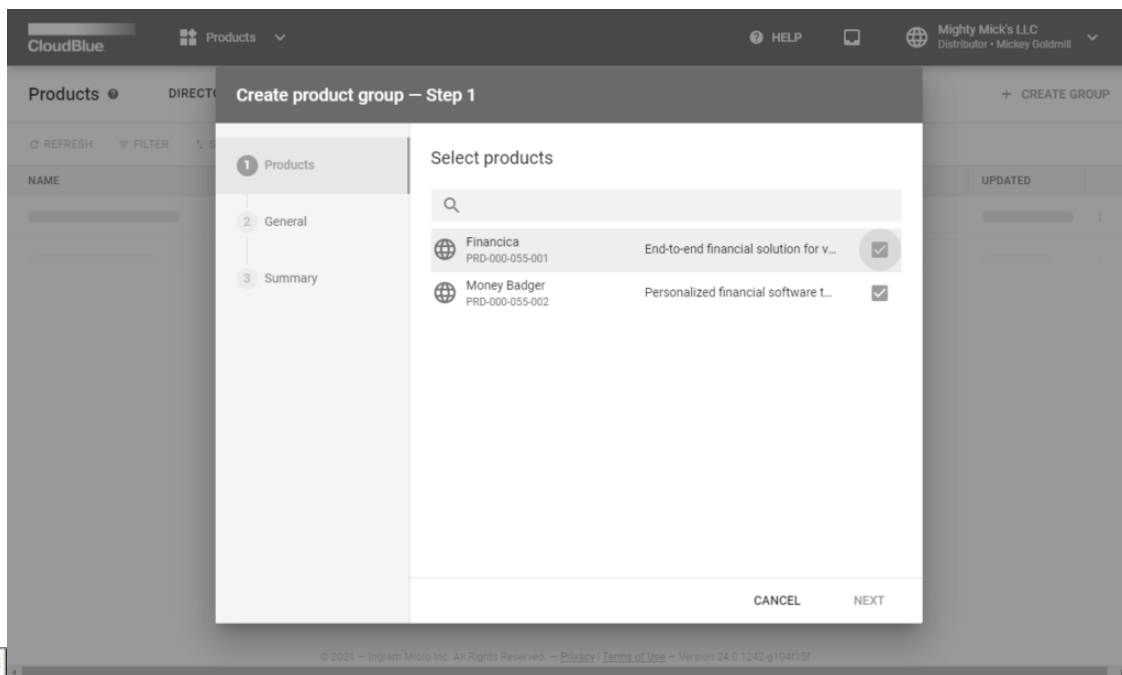 CloudBlue
Products
HELP
Mighty Mick's LLC
Distributor • Mickey Goldmill
Products
DIRECTO
+ CREATE GROUP
REFRESH
FILTER
S
NAME
UPDATED
Create product group — Step 1
1 Products
2 General
3 Summary
Select products
Financica
PRD-000-055-001
End-to-end financial solution for v...
Money Badger
PRD-000-055-002
Personalized financial software t...
CANCEL NEXT
© 2021 — Ingram Micro Inc. All Rights Reserved. — Privacy | Terms of Use — Version 24.0.1242-g104f15f